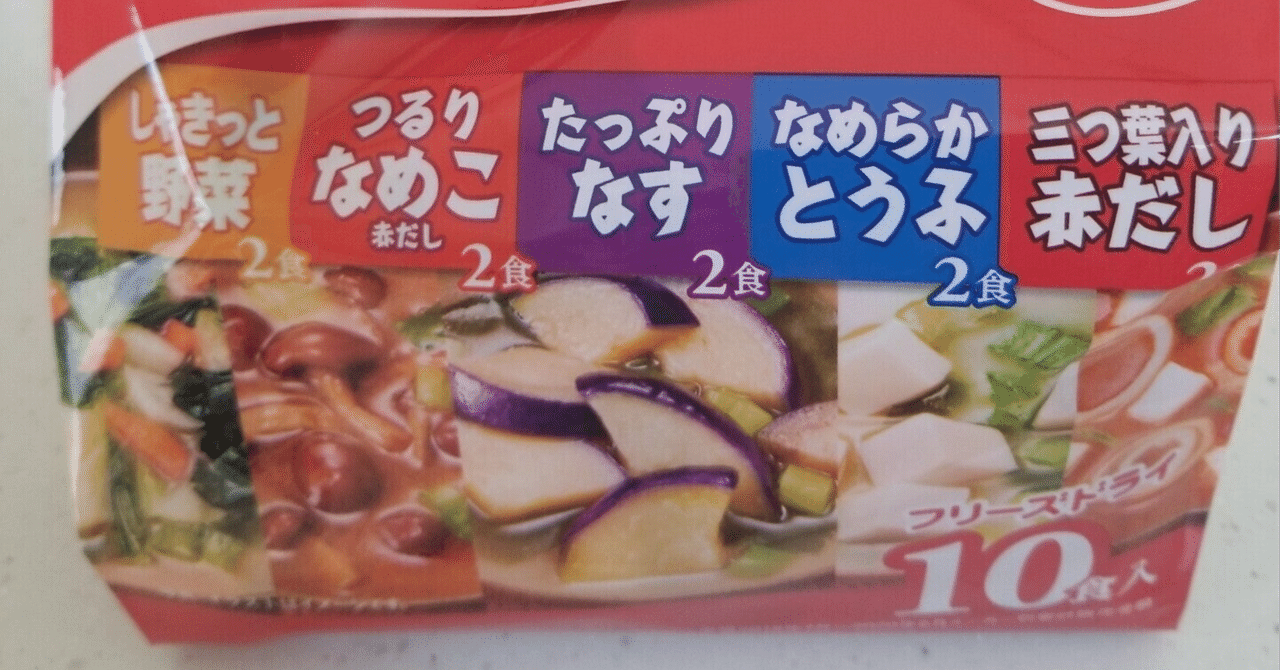 しゃきっと
野菜
2食
つるり
なめこ
赤だし
2食
たっぷり
なす
2食
なめらか
とうふ
2食
三つ葉入り
赤だし
フリーズドライ
10食入